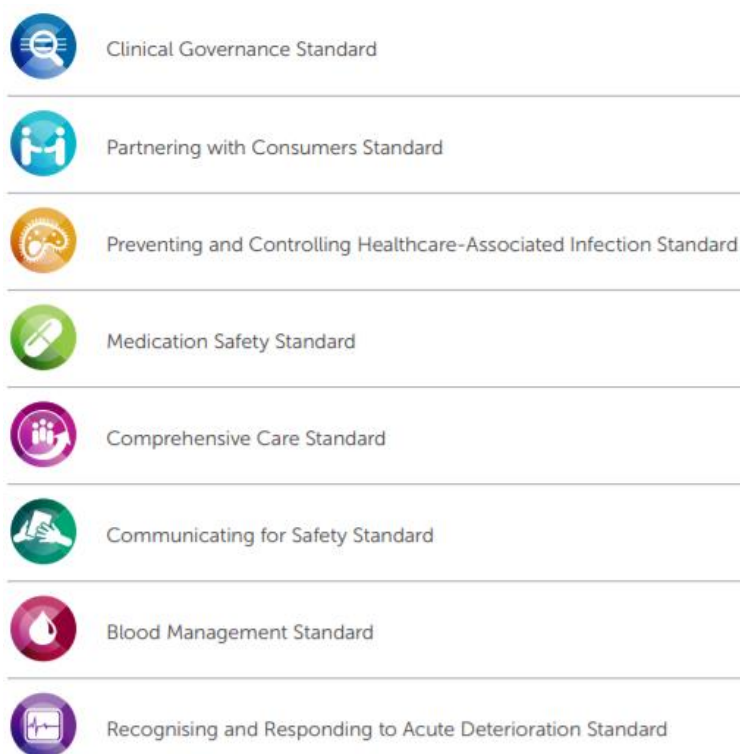 Clinical Governance Standard
Partnering with Consumers Standard
Preventing and Controlling Healthcare-Associated Infection Standard
Medication Safety Standard
Comprehensive Care Standard
Communicating for Safety Standard
Blood Management Standard
Recognising and Responding to Acute Deterioration Standard